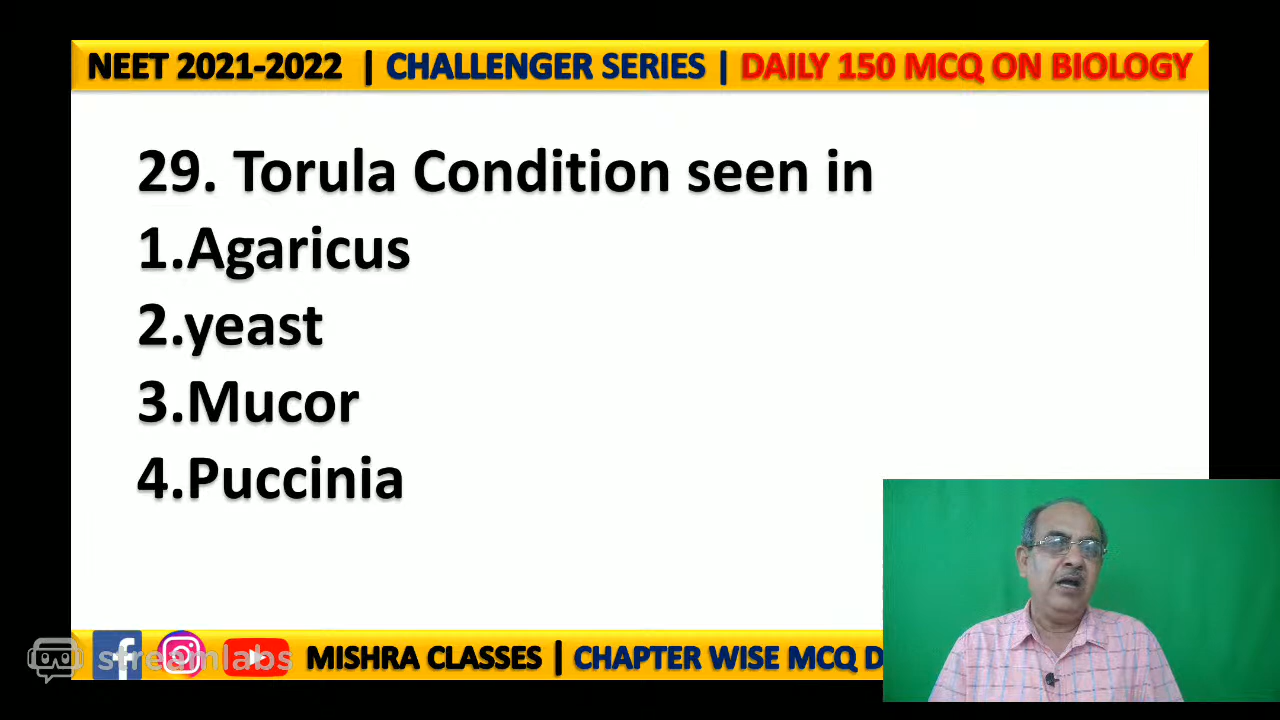 NEET 2021-2022 | CHALLENGER SERIES | DAILY 150 MCQ ON BIOLOGY
29. Torula Condition seen in
1.Agaricus
2.yeast
3.Mucor
4.Puccinia
streamlabs
MISHRA CLASSES | CHAPTER WISE MCQ D